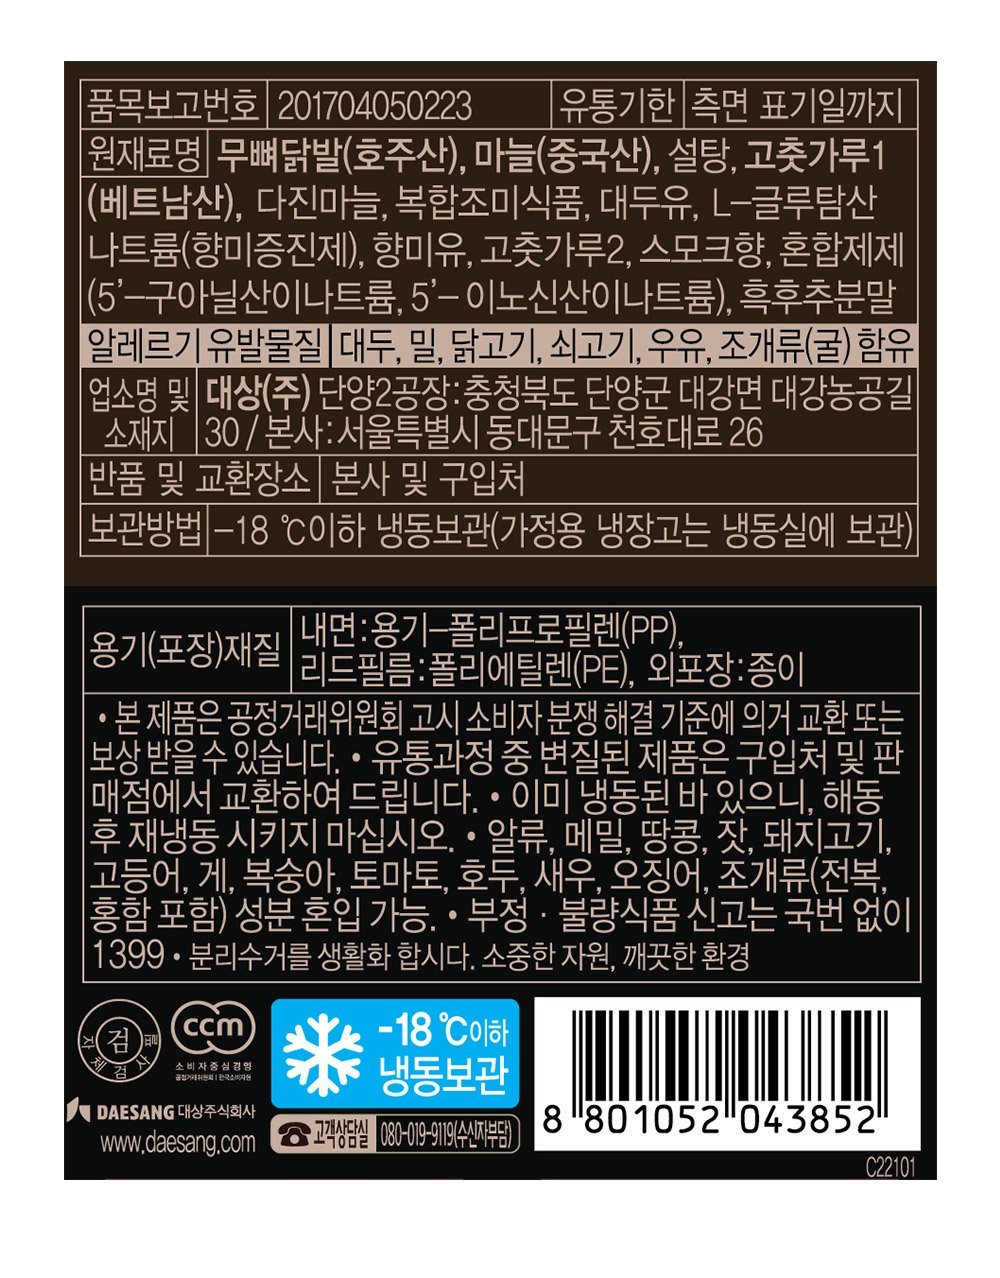 품목보고번호 201704050223 유통기한 측면 표기일까지
원재료명 무뼈닭발(호주산), 마늘(중국산), 설탕, 고춧가루1
(베트남산), 다진마늘, 복합조미식품, 대두유, L-글루탐산
나트륨(향미증진제), 향미유, 고춧가루2, 스모크향, 혼합제제
(5’-구아닐산이나트륨, 5’- 이노신산이나트륨), 흑후추분말
알레르기 유발물질 대두, 밀, 닭고기, 쇠고기, 우유, 조개류(굴) 함유
업소명 및 소재지 대상(주) 단양2공장:충청북도 단양군 대강면 대강농공길
30 / 본사:서울특별시 동대문구 천호대로 26
반품 및 교환장소 본사 및 구입처
보관방법 -18 ℃이하 냉동보관(가정용 냉장고는 냉동실에 보관)
용기(포장)재질 내면:용기-폴리프로필렌(PP),
리드필름:폴리에틸렌(PE), 외포장:종이
• 본 제품은 공정거래위원회 고시 소비자 분쟁 해결 기준에 의거 교환 또는
보상 받을 수 있습니다. • 유통과정 중 변질된 제품은 구입처 및 판
매점에서 교환하여 드립니다. • 이미 냉동된 바 있으니, 해동
후 재냉동 시키지 마십시오. • 알류, 메밀, 땅콩, 잣, 돼지고기,
고등어, 게, 복숭아, 토마토, 호두, 새우, 오징어, 조개류(전복,
홍합 포함) 성분 혼입 가능. • 부정 · 불량식품 신고는 국번 없이
1399 • 분리수거를 생활화 합시다. 소중한 자원, 깨끗한 환경
검
자체검사필
ccm
소비자중심경영
공정거래위원회 | 한국소비자원
-18 ℃이하
냉동보관
DAESANG 대상주식회사
www.daesang.com
고객상담실 080-019-9119(수신자부담)
8 801052 043852
C22101